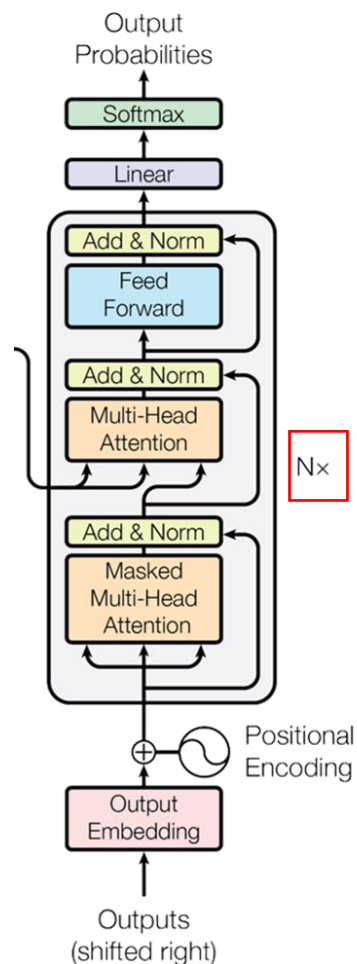 Output
Probabilities
Softmax
Linear
Add & Norm
Feed
Forward
Add & Norm
Multi-Head
Attention
N×
Add & Norm
Masked
Multi-Head
Attention
Positional
Encoding
Output
Embedding
Outputs
(shifted right)